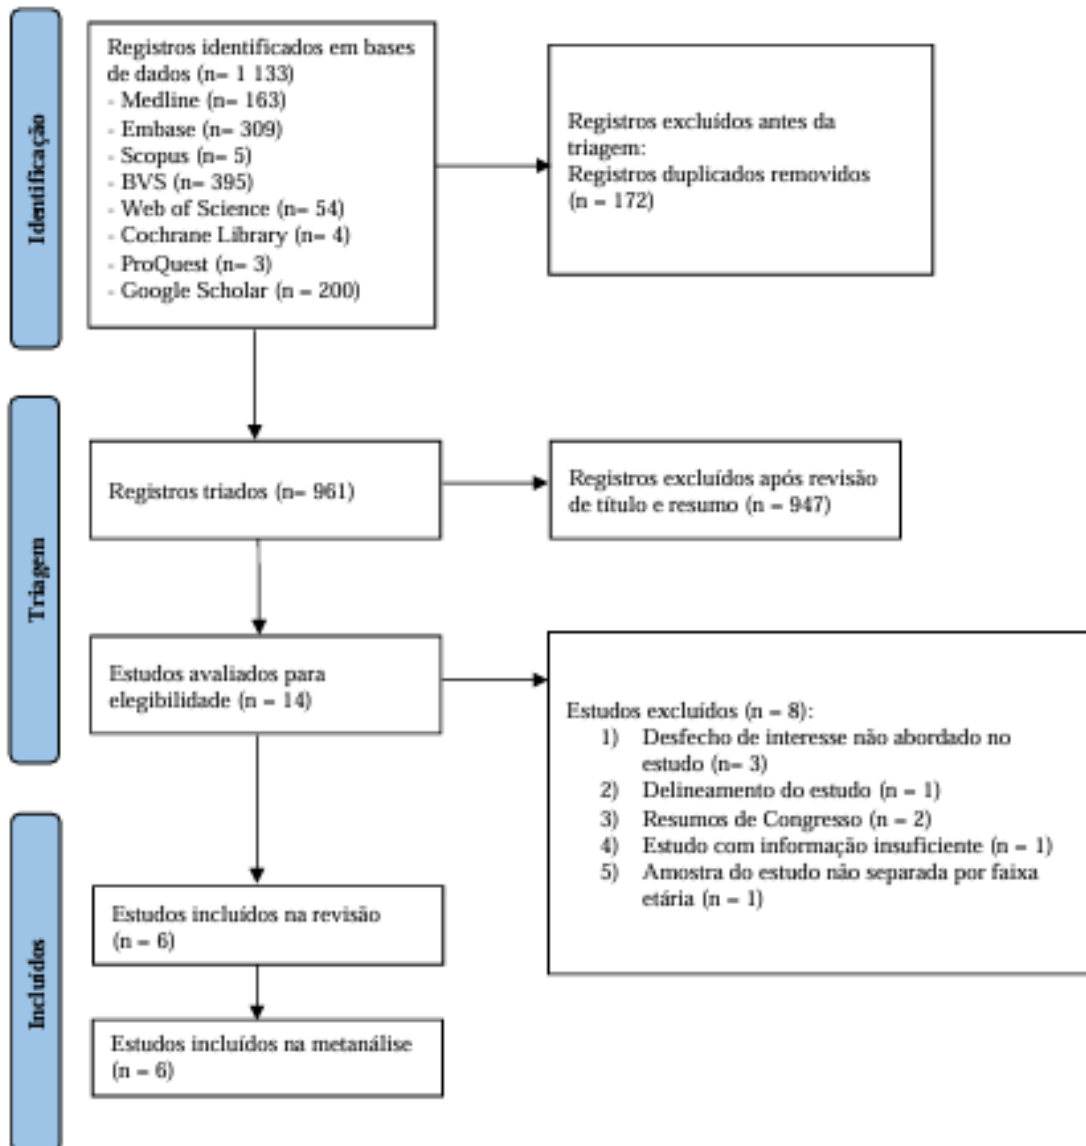 Identificação
Registros identificados em bases
de dados (n= 1 133)
- Medline (n= 163)
- Embase (n= 309)
- Scopus (n= 5)
- BVS (n= 395)
- Web of Science (n= 54)
- Cochrane Library (n= 4)
- ProQuest (n= 3)
- Google Scholar (n = 200)
Registros excluídos antes da
triagem:
Registros duplicados removidos
(n = 172)
Triagem
Registros triados (n= 961)
Registros excluídos após revisão
de título e resumo (n = 947)
Estudos avaliados para
elegibilidade (n = 14)
Estudos excluídos (n = 8):
1) Desfecho de interesse não abordado no
estudo (n= 3)
2) Delineamento do estudo (n = 1)
3) Resumos de Congresso (n = 2)
4) Estudo com informação insuficiente (n = 1)
5) Amostra do estudo não separada por faixa
etária (n = 1)
Incluídos
Estudos incluídos na revisão
(n = 6)
Estudos incluídos na metanálise
(n = 6)